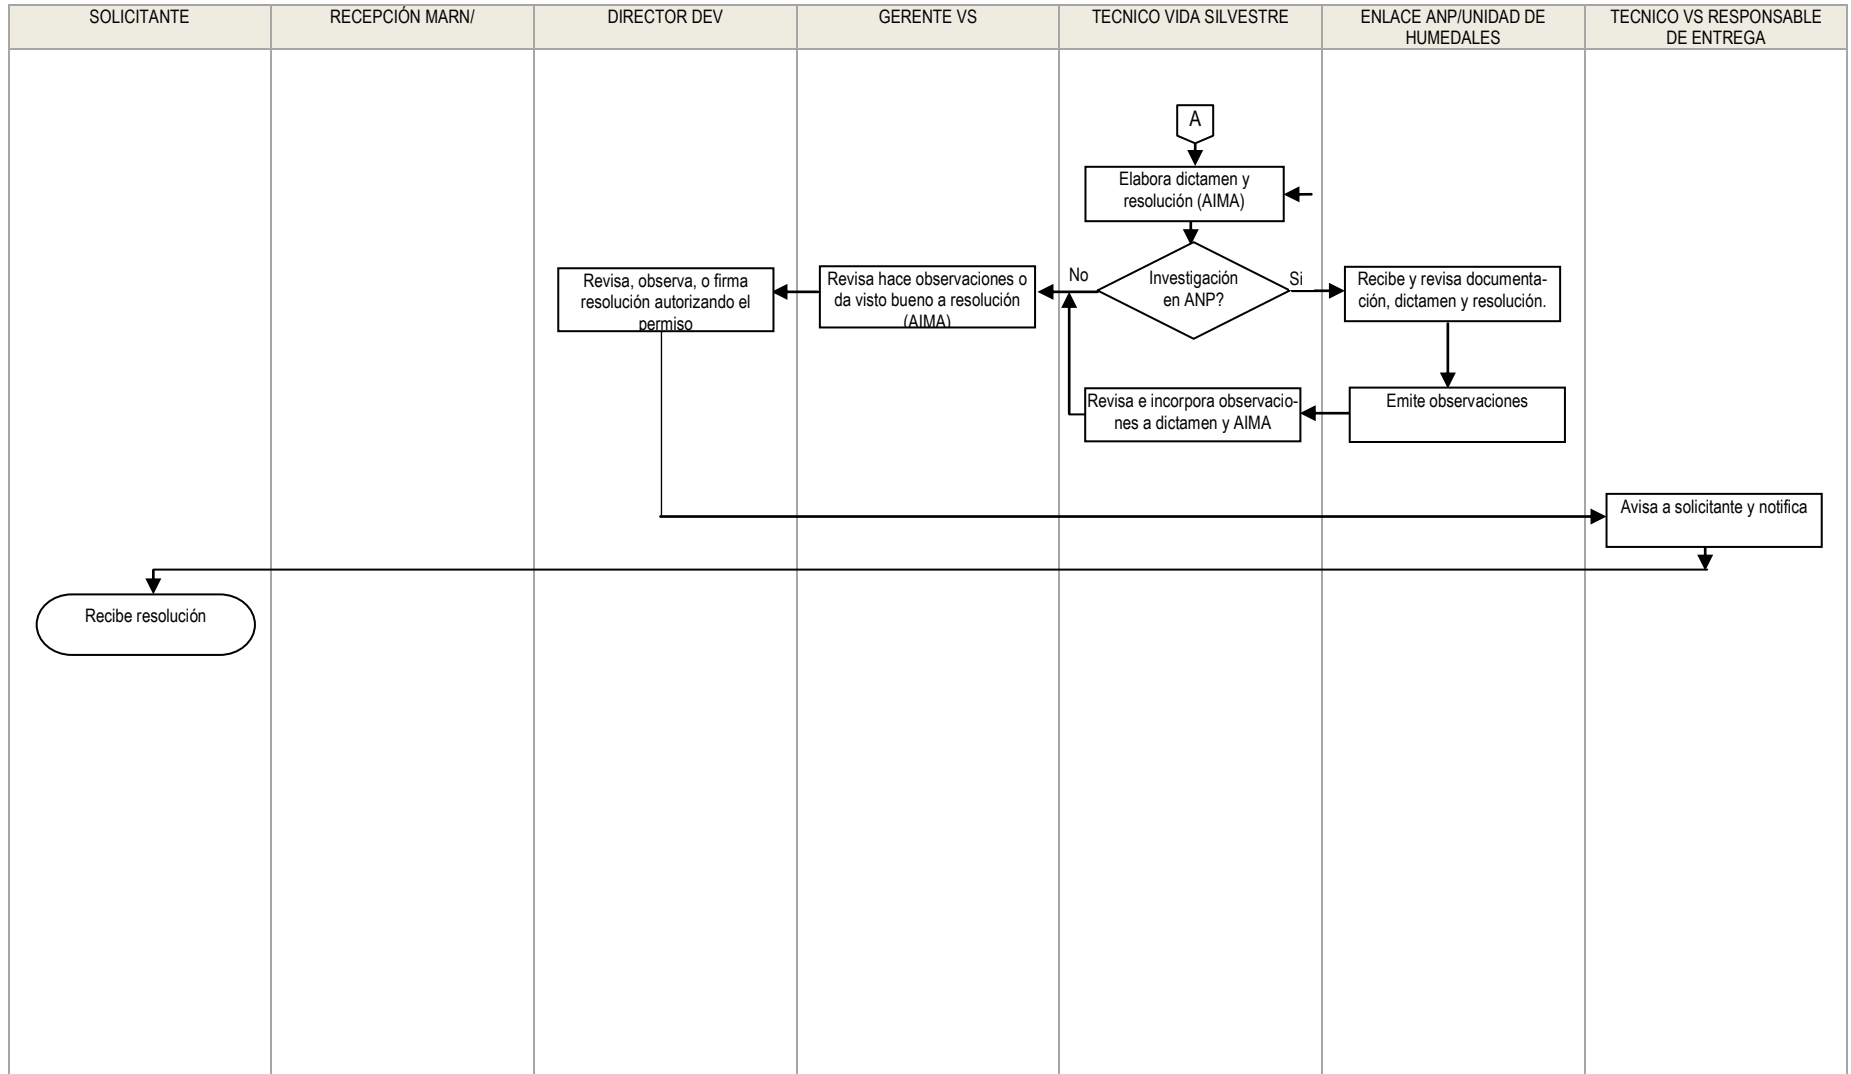 SOLICITANTE
RECEPCIÓN MARN/
DIRECTOR DEV
GERENTE VS
TECNICO VIDA SILVESTRE
ENLACE ANP/UNIDAD DE
HUMEDALES
TECNICO VS RESPONSABLE
DE ENTREGA
A
Elabora dictamen y
resolución (AIMA)
Revisa, observa, o firma
resolución autorizando el
permiso
Revisa hace observaciones o
da visto bueno a resolución
(AIMA)
No
Investigación
en ANP?
Si
Recibe y revisa documenta-
ción, dictamen y resolución.
Revisa e incorpora observacio-
nes a dictamen y AIMA
Emite observaciones
Avisa a solicitante y notifica
Recibe resolución